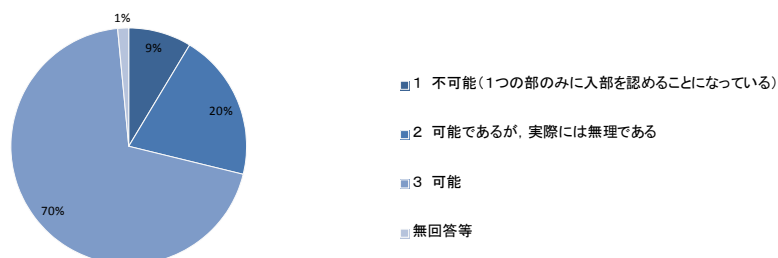 1%
9%
20%
70%
1 不可能(1つの部のみに入部を認めることになっている)
2 可能であるが, 実際には無理である
3 可能
無回答等